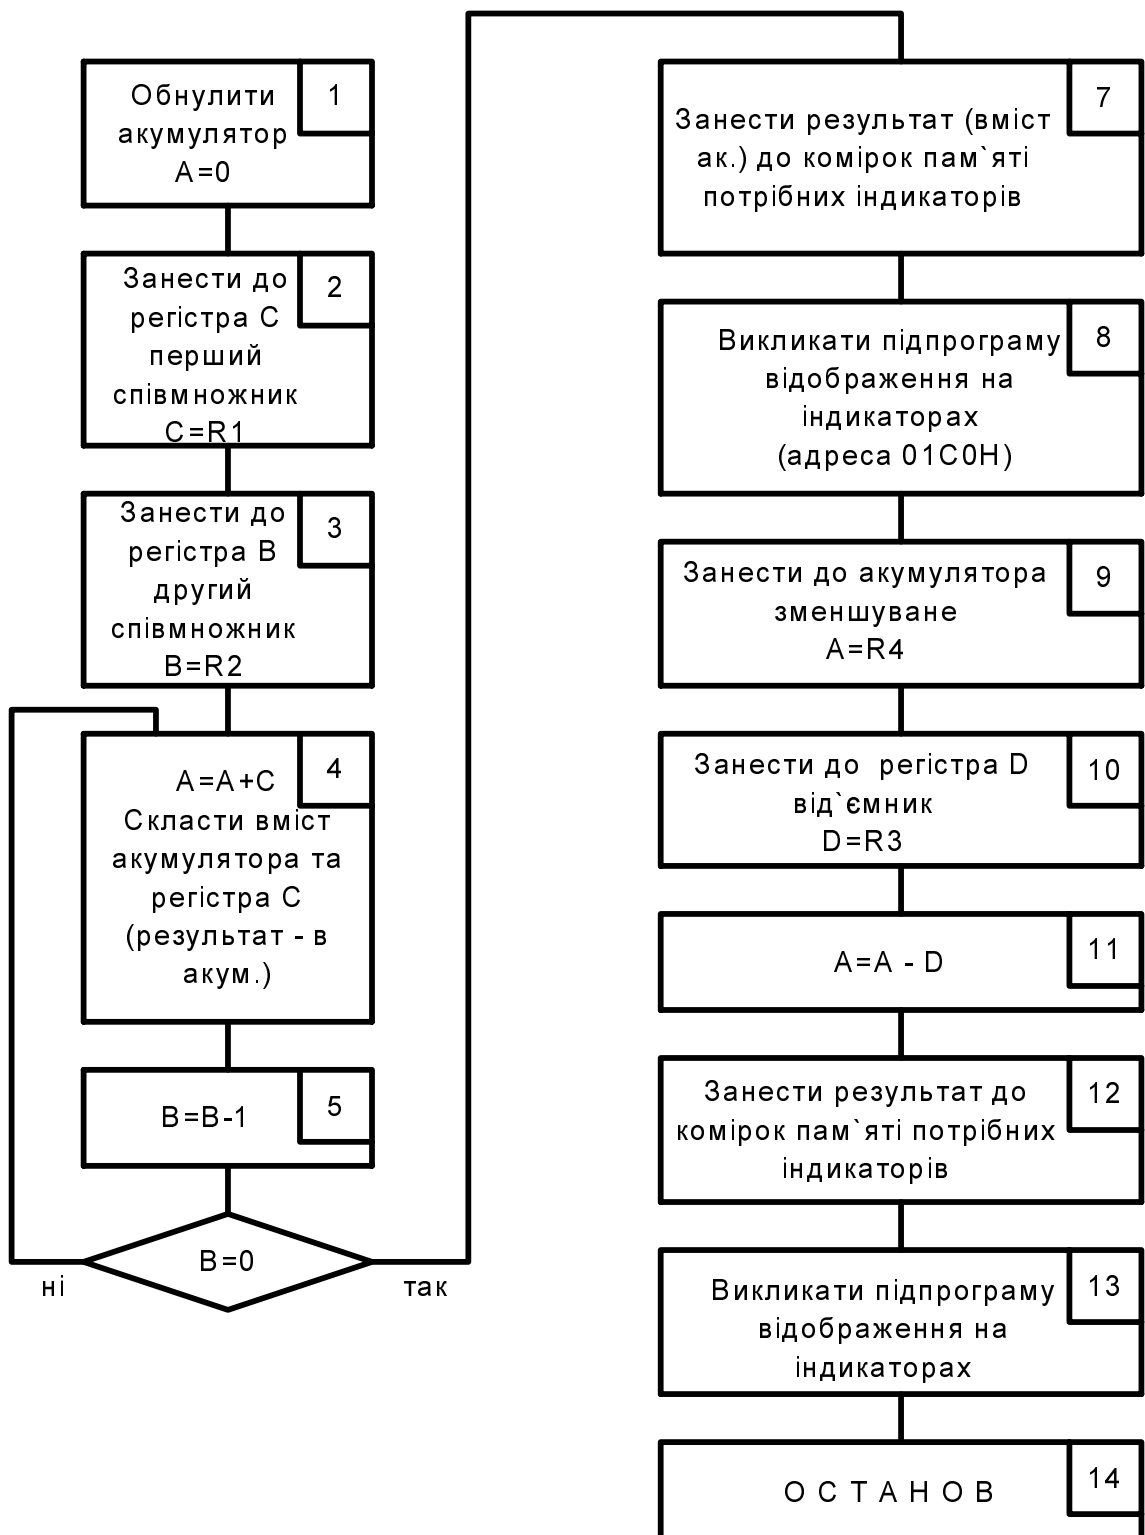 Обнулити
акумулятор
A=0
1
Занести до
регістра C
перший
співмножник
C=R1
2
Занести до
регістра B
другий
співмножник
B=R2
3
A=A+C
Скласти вміст
акумулятора та
регістра C
(результат - в
акум.)
4
B=B-1
5
B=0
ні
так
Занести результат (вміст
ак.) до комірок пам`яті
потрібних індикаторів
7
Викликати підпрограму
відображення на
індикаторах
(адреса 01C0H)
8
Занести до акумулятора
зменшуване
A=R4
9
Занести до  регістра D
від`ємник
D=R3
10
A=A - D
11
Занести результат до
комірок пам`яті потрібних
індикаторів
12
Викликати підпрограму
відображення на
індикаторах
13
О С Т А Н О В
14